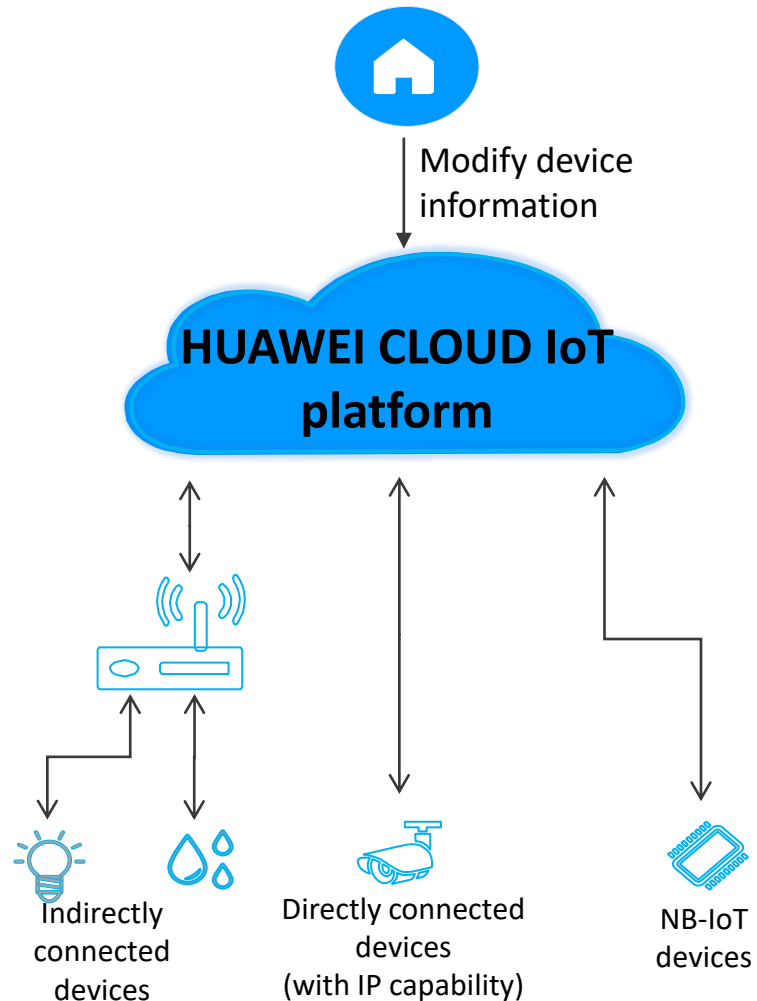 Modify device
information
HUAWEI CLOUD IoT
platform
Indirectly
connected
devices
Directly connected
devices
(with IP capability)
NB-IoT
devices